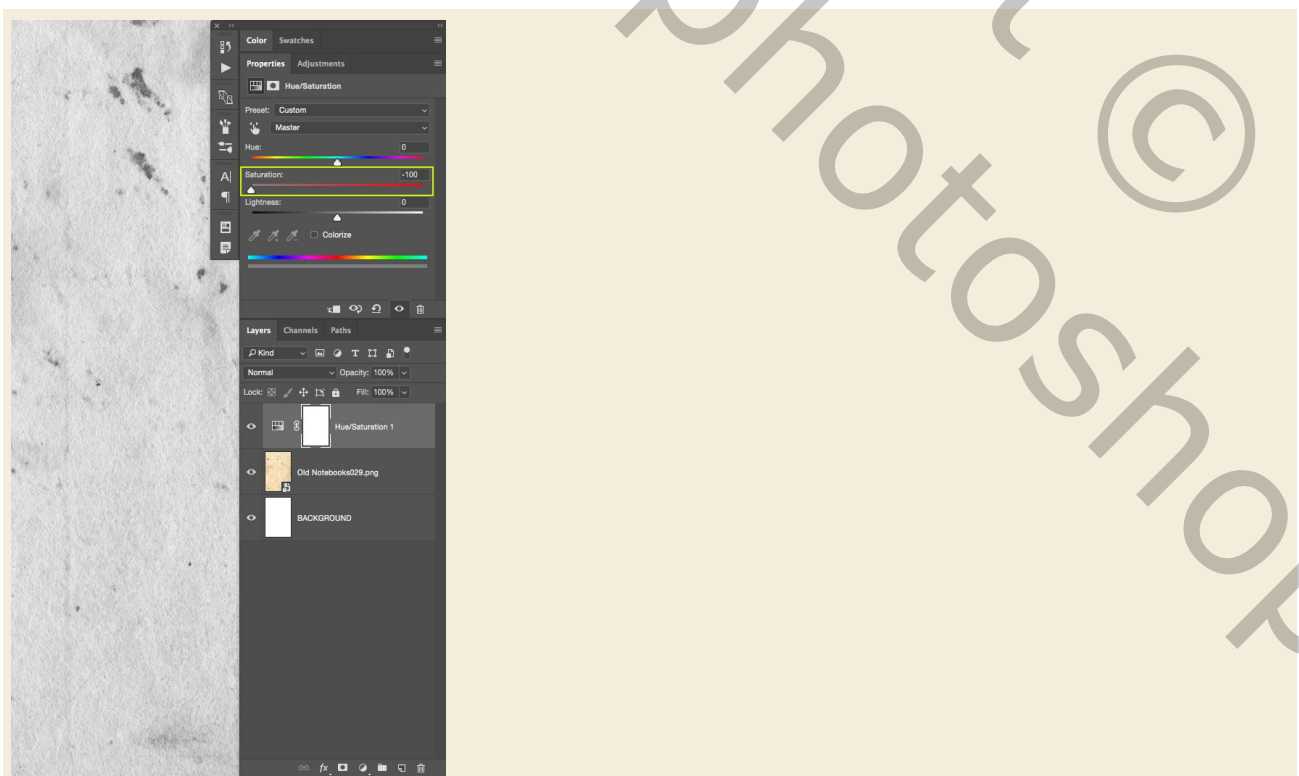 Color Swatches
Properties Adjustments
Hue/Saturation
Preset: Custom
Master
Hue: 0
Saturation: -100
Lightness: 0
Colorize
Layers Channels Paths
Kind
Normal Opacity: 100%
Lock: Fill: 100%
Hue/Saturation 1
Old Notebooks029.png
BACKGROUND
fx
t ©
photoshop